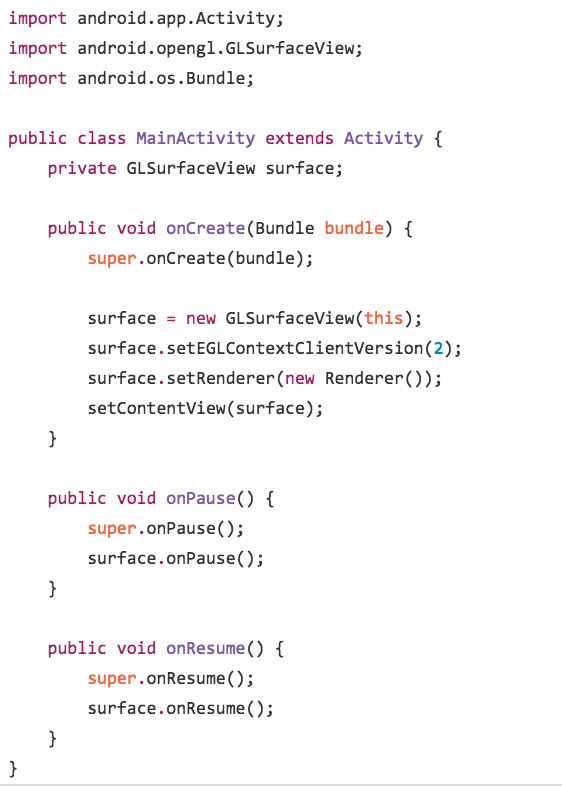 import android.app.Activity;
import android.opengl.GLSurfaceView;
import android.os.Bundle;

public class MainActivity extends Activity {
    private GLSurfaceView surface;

    public void onCreate(Bundle bundle) {
        super.onCreate(bundle);

        surface = new GLSurfaceView(this);
        surface.setEGLContextClientVersion(2);
        surface.setRenderer(new Renderer());
        setContentView(surface);
    }

    public void onPause() {
        super.onPause();
        surface.onPause();
    }

    public void onResume() {
        super.onResume();
        surface.onResume();
    }
}